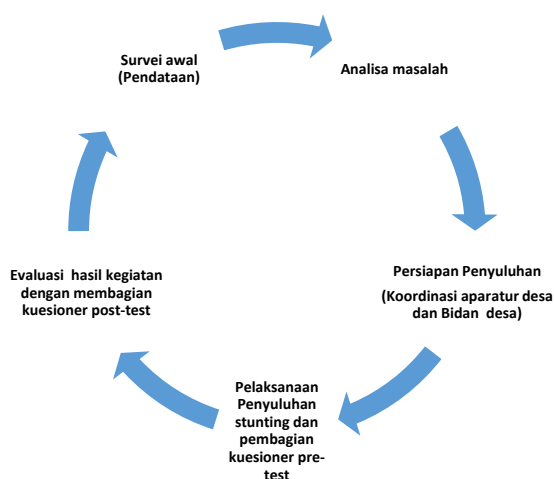 Survei awal
(Pendataan)
Analisa masalah
Persiapan Penyuluhan
(Koordinasi aparatur desa
dan Bidan desa)
Pelaksanaan
Penyuluhan
stunting dan
pembagian
kuesioner pre-
test
Evaluasi hasil kegiatan
dengan membagian
kuesioner post-test